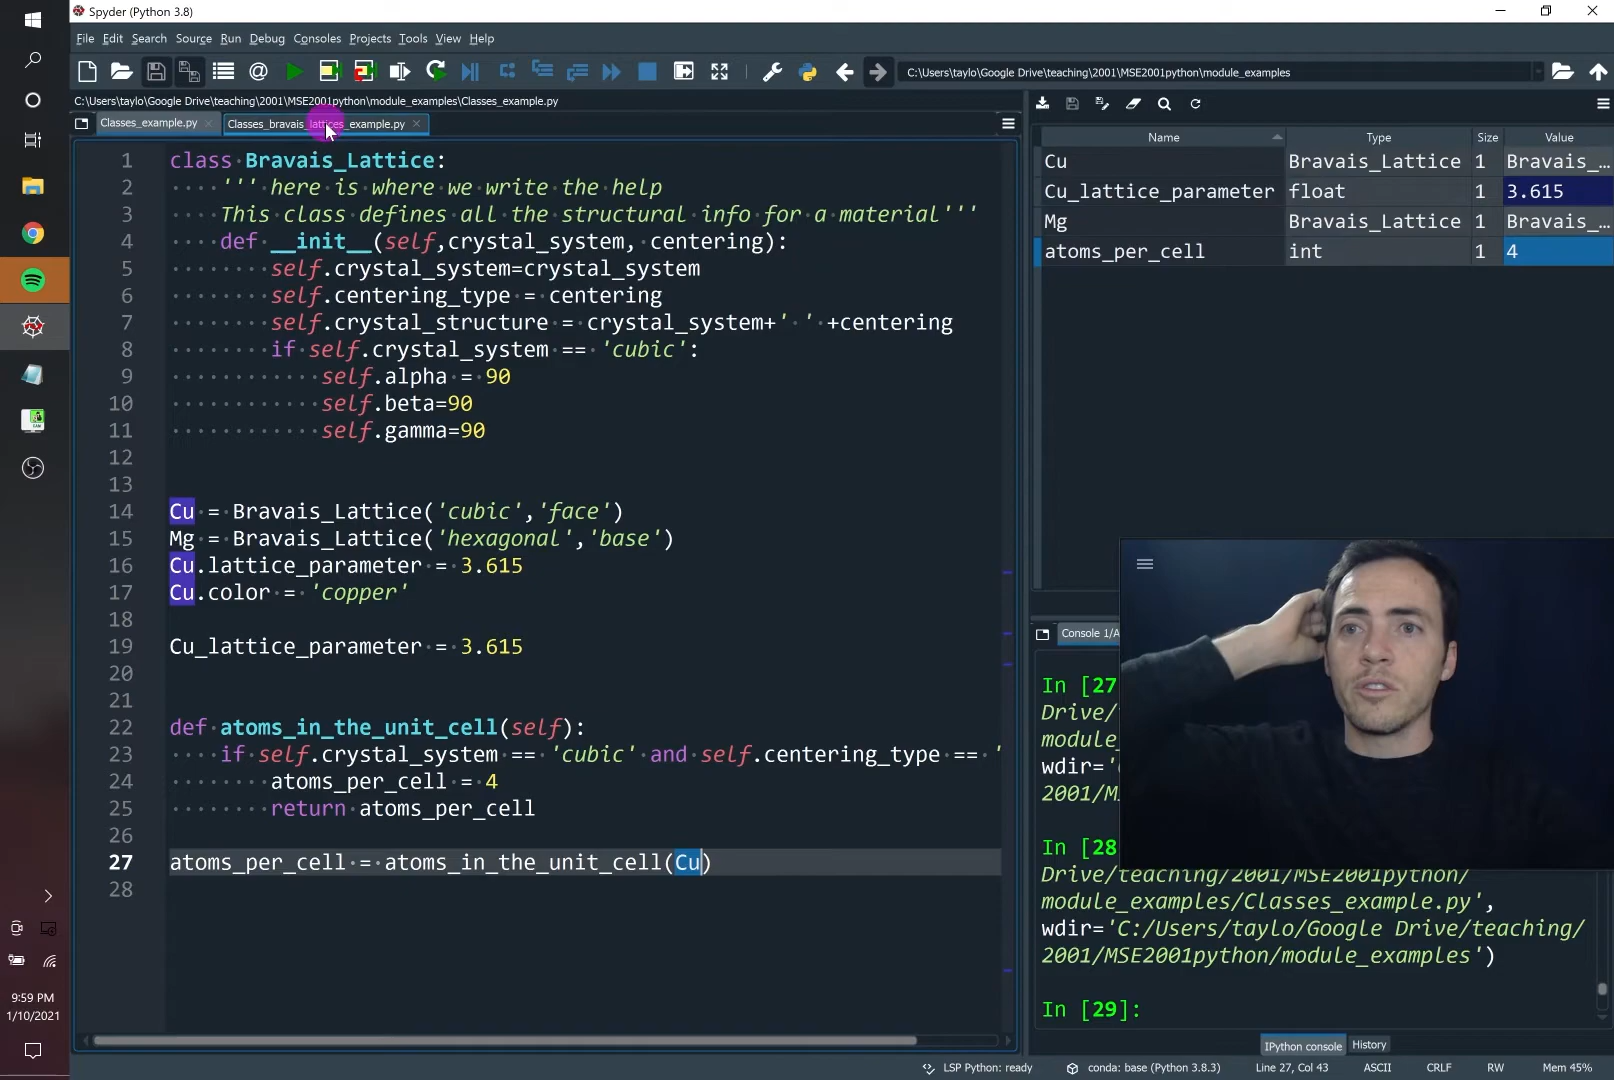 Spyder (Python 3.8)
File Edit Search Source Run Debug Consoles Projects Tools View Help
C:\Users\taylo\Google Drive\teaching\2001\MSE2001python\module_examples
C:\Users\taylo\Google Drive\teaching\2001\MSE2001python\module_examples\Classes_example.py
Classes_example.py Classes_bravais_lattices_example.py
1 class Bravais_Lattice:
2 ''' here is where we write the help
3 This class defines all the structural info for a material'''
4 def __init__(self,crystal_system, centering):
5 self.crystal_system=crystal_system
6 self.centering_type = centering
7 self.crystal_structure = crystal_system+' ' +centering
8 if self.crystal_system == 'cubic':
9 self.alpha = 90
10 self.beta=90
11 self.gamma=90
12
13
14 Cu = Bravais_Lattice('cubic','face')
15 Mg = Bravais_Lattice('hexagonal','base')
16 Cu.lattice_parameter = 3.615
17 Cu.color = 'copper'
18
19 Cu_lattice_parameter = 3.615
20
21
22 def atoms_in_the_unit_cell(self):
23 if self.crystal_system == 'cubic' and self.centering_type == '
24 atoms_per_cell = 4
25 return atoms_per_cell
26
27 atoms_per_cell = atoms_in_the_unit_cell(Cu)
28
Name Type Size Value
Cu Bravais_Lattice 1 Bravais_...
Cu_lattice_parameter float 1 3.615
Mg Bravais_Lattice 1 Bravais_...
atoms_per_cell int 1 4
Console 1/A
In [27
Drive/
module_
wdir='
2001/M
In [28
Drive/teaching/2001/MSE2001python/
module_examples/Classes_example.py',
wdir='C:/Users/taylo/Google Drive/teaching/
2001/MSE2001python/module_examples')
In [29]:
IPython console History
LSP Python: ready conda: base (Python 3.8.3) Line 27, Col 43 ASCII CRLF RW Mem 45%
9:59 PM
1/10/2021